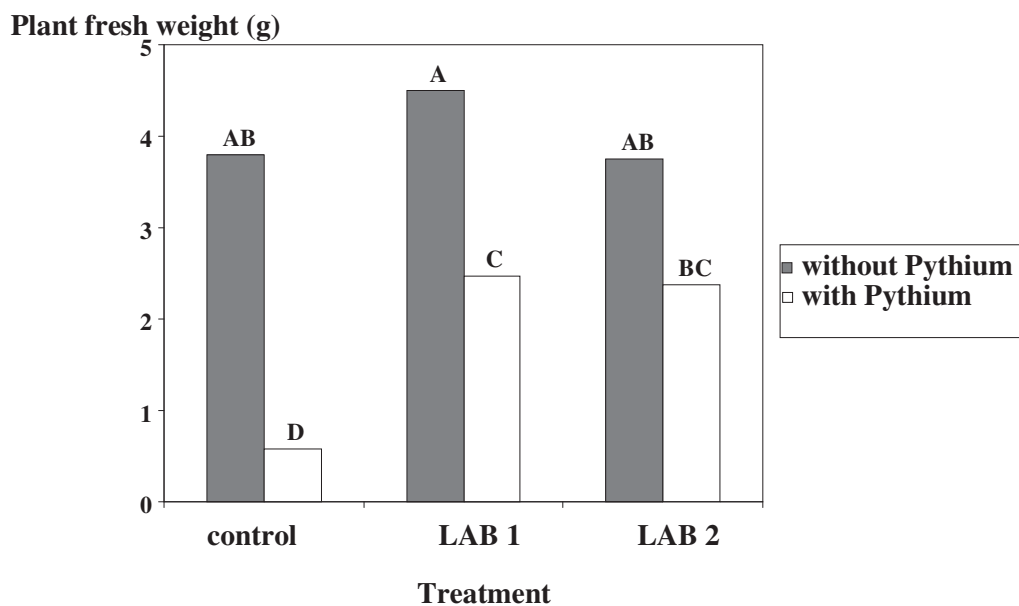 Plant fresh weight (g)
5
4
3
2
1
0
AB
D
A
C
AB
BC
control
LAB 1
LAB 2
Treatment
without Pythium
with Pythium